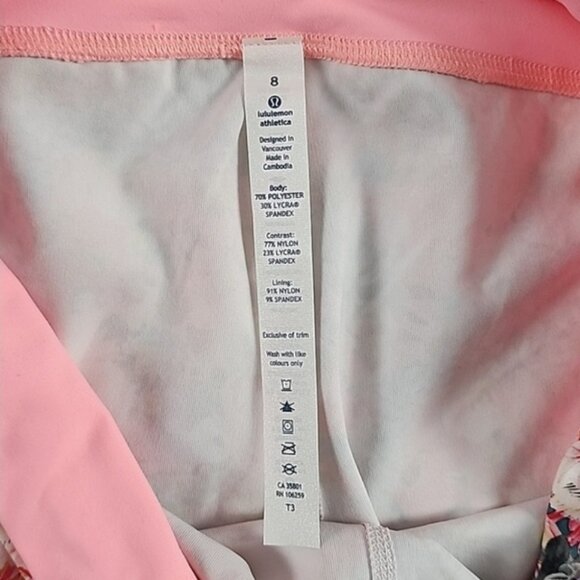 8
lululemon
athletica
Designed in
Vancouver
Made in
Cambodia
Body:
70% POLYESTER
30% LYCRA®
SPANDEX
Contrast:
77% NYLON
23% LYCRA®
SPANDEX
Lining:
91% NYLON
9% SPANDEX
Exclusive of trim
Wash with like
colours only
CA 35801
RN 106259
T3